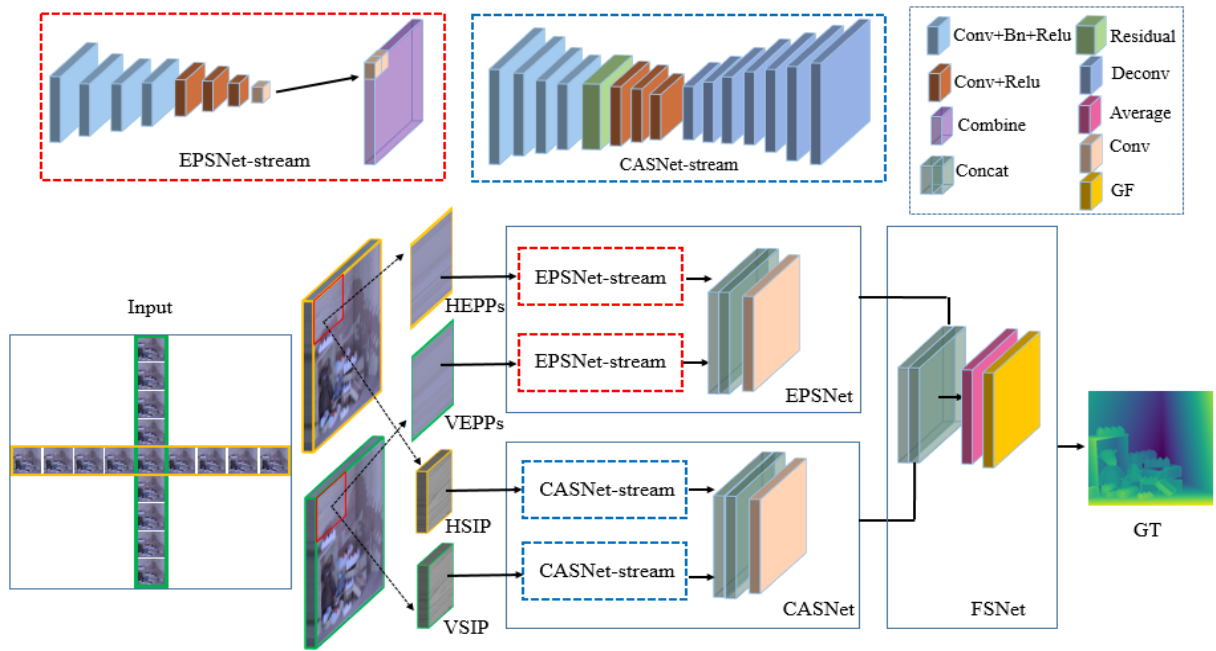 EPSNet-stream
CASNet-stream
Conv+Bn+Relu
Residual
Conv+Relu
Deconv
Combine
Average
Concat
Conv
GF
Input
HEPPs
VEPPs
HSIP
VSIP
EPSNet-stream
EPSNet-stream
EPSNet
CASNet-stream
CASNet-stream
CASNet
FSNet
GT